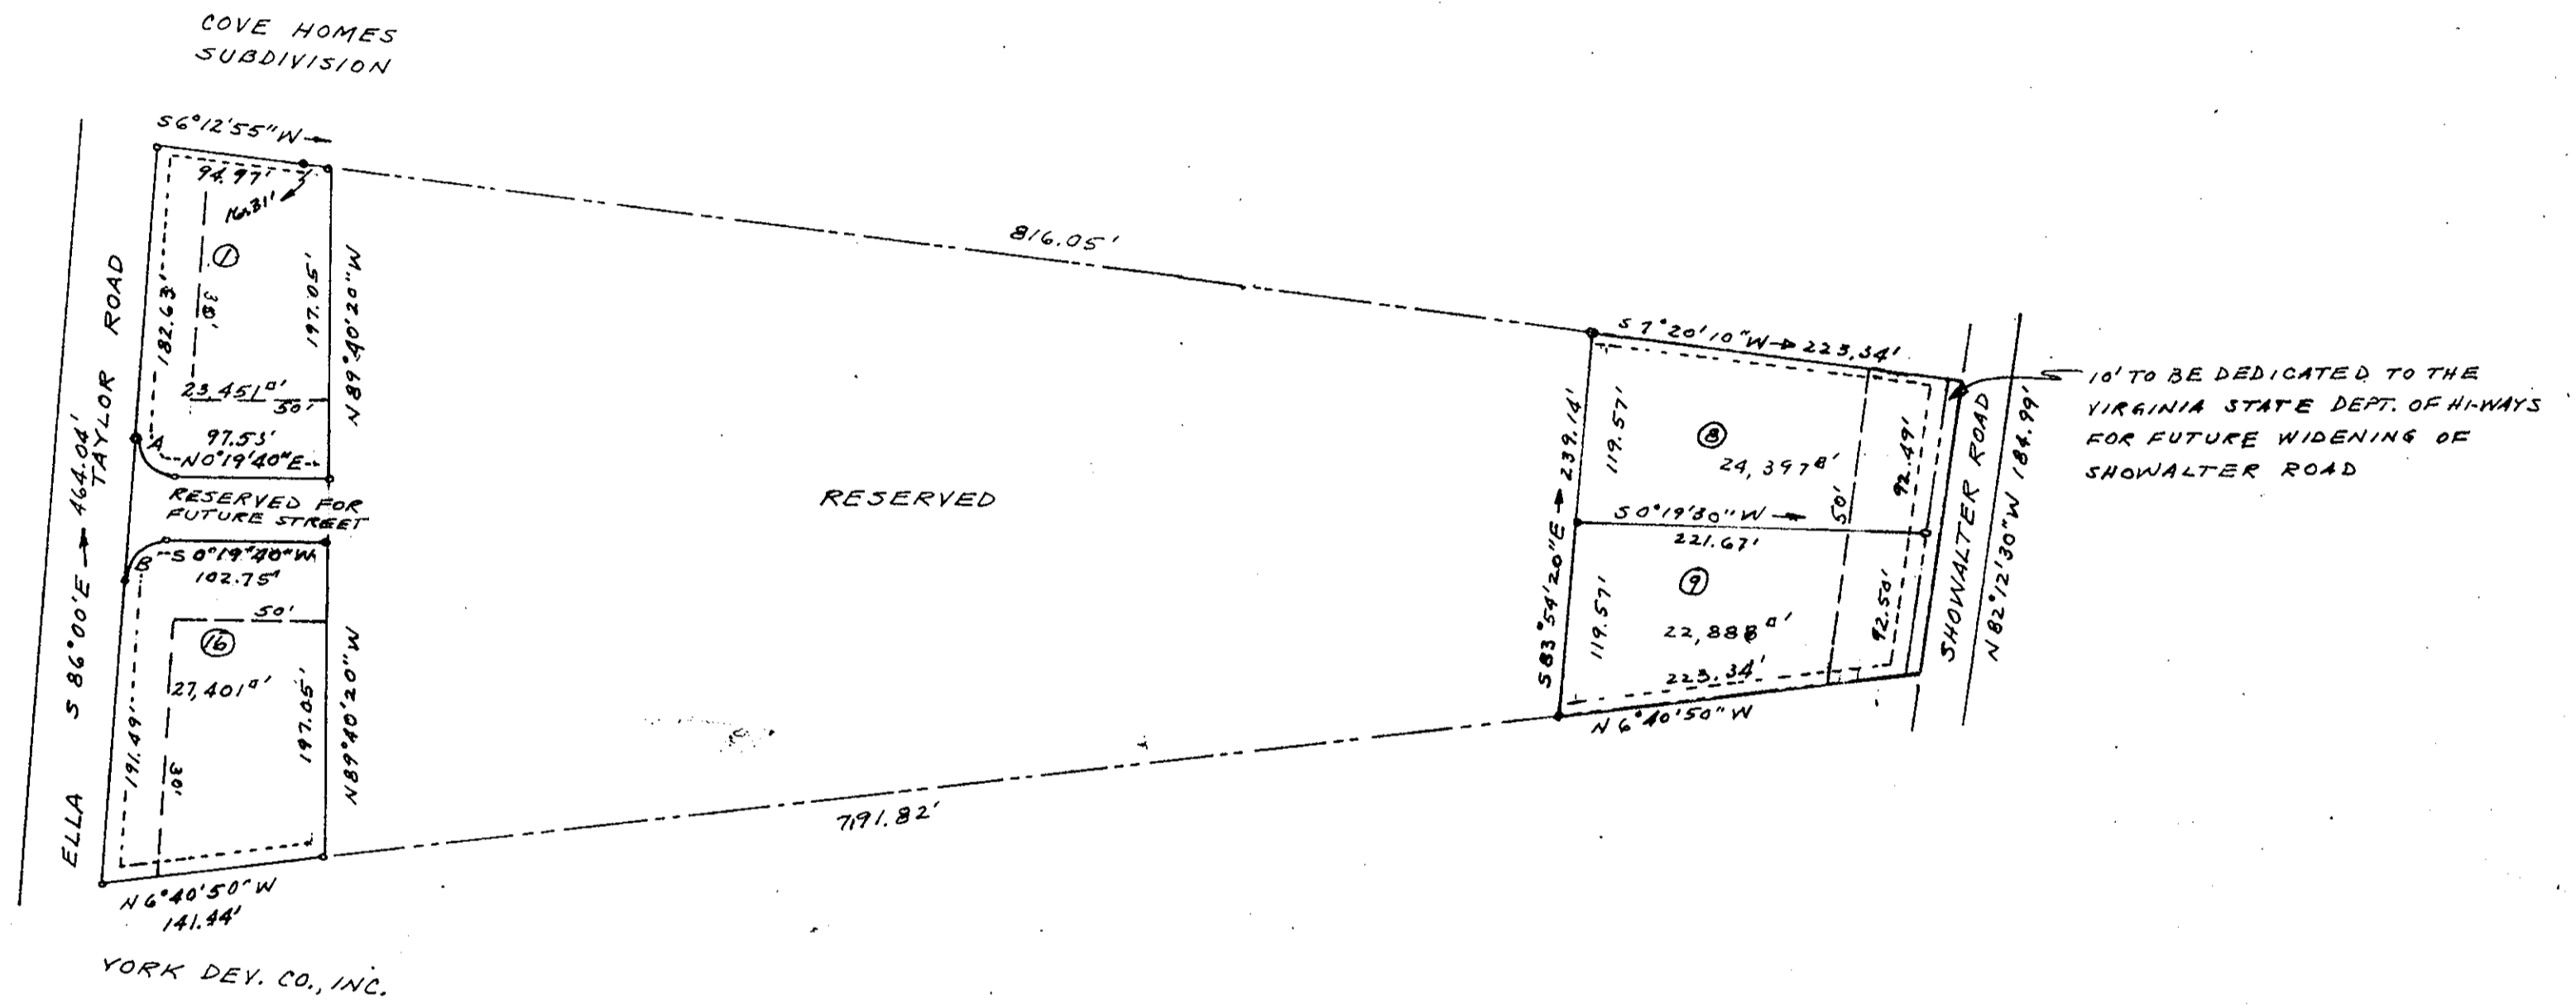 COVE HOMES
SUBDIVISION
S6°12'55"W
94.97'
16.31'
1
35'
182.63'
197.05'
N89°40'20"W
23,451□'
50'
97.53'
A
N0°19'40"E
RESERVED FOR
FUTURE STREET
S0°19'40"W
B
102.75'
50'
16
27,401□'
191.49'
30'
197.05'
N89°40'20"W
N6°40'50"W
141.44'
YORK DEV. CO., INC.
ELLA TAYLOR ROAD
S 86°00'E 464.04'
816.05'
RESERVED
791.82'
S7°20'10"W 223.34'
S83°54'20"E 239.14'
119.57'
8
24,397□'
92.49'
50'
S0°19'30"W
221.67'
119.57'
9
22,888□'
92.50'
223.34'
N6°40'50"W
SHOWALTER ROAD
N82°12'30"W 184.99'
10' TO BE DEDICATED TO THE
VIRGINIA STATE DEPT. OF HI-WAYS
FOR FUTURE WIDENING OF
SHOWALTER ROAD